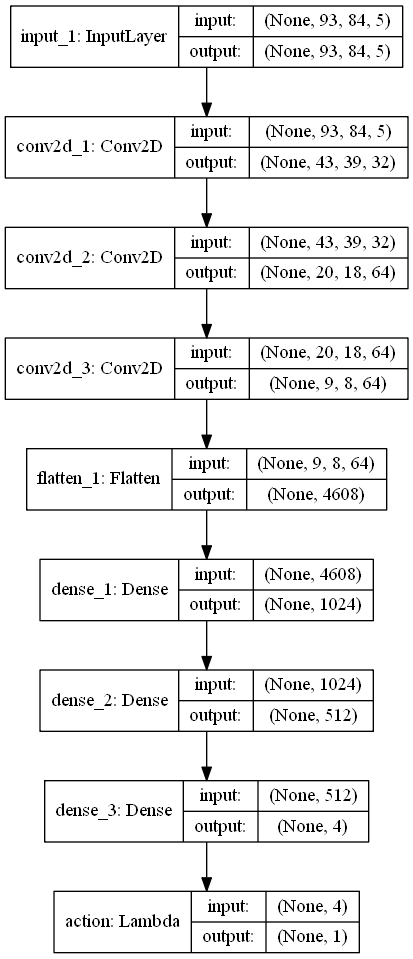 input_1: InputLayer
input: (None, 93, 84, 5)
output: (None, 93, 84, 5)
conv2d_1: Conv2D
input: (None, 93, 84, 5)
output: (None, 43, 39, 32)
conv2d_2: Conv2D
input: (None, 43, 39, 32)
output: (None, 20, 18, 64)
conv2d_3: Conv2D
input: (None, 20, 18, 64)
output: (None, 9, 8, 64)
flatten_1: Flatten
input: (None, 9, 8, 64)
output: (None, 4608)
dense_1: Dense
input: (None, 4608)
output: (None, 1024)
dense_2: Dense
input: (None, 1024)
output: (None, 512)
dense_3: Dense
input: (None, 512)
output: (None, 4)
action: Lambda
input: (None, 4)
output: (None, 1)